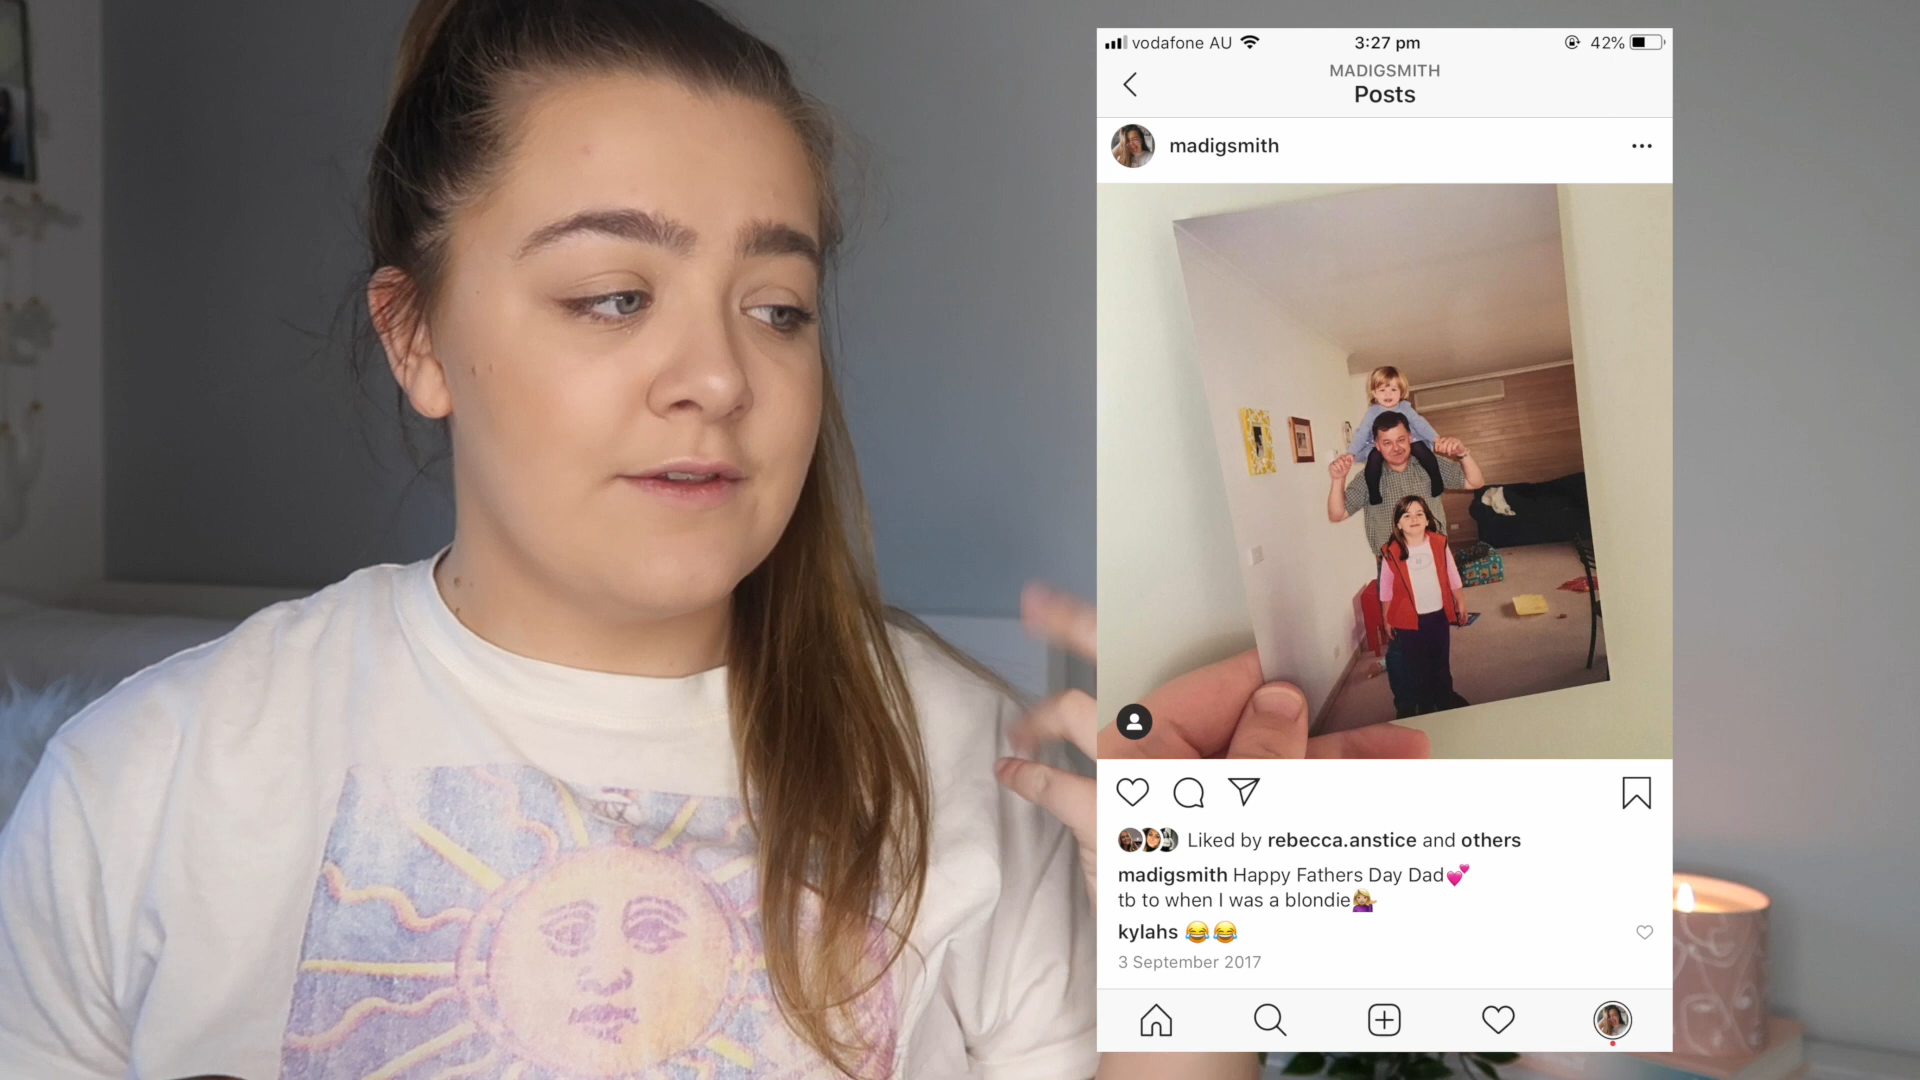 vodafone AU 3:27 pm 42%
MADIGSMITH
Posts
madigsmith
Liked by rebecca.anstice and others
madigsmith Happy Fathers Day Dad💕
tb to when I was a blondie💁🏼‍♀️
kylahs 😂😂
3 September 2017